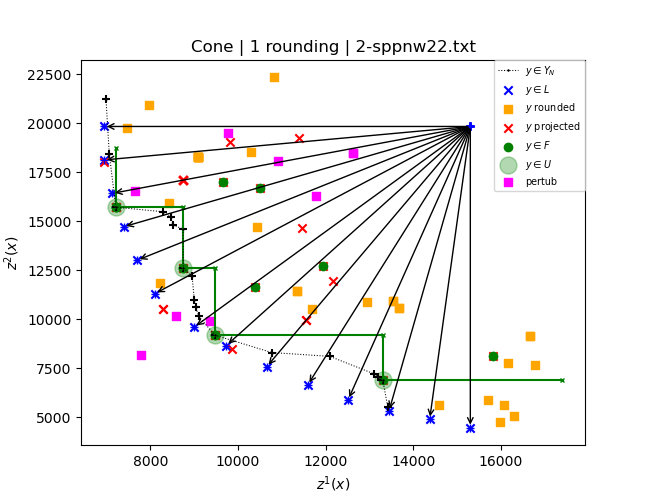 Cone | 1 rounding | 2-sppnw22.txt
z²(x)
22500
20000
17500
15000
12500
10000
7500
5000
8000 10000 12000 14000 16000
z¹(x)
y ∈ Y_N
y ∈ L
y rounded
y projected
y ∈ F
y ∈ U
pertub